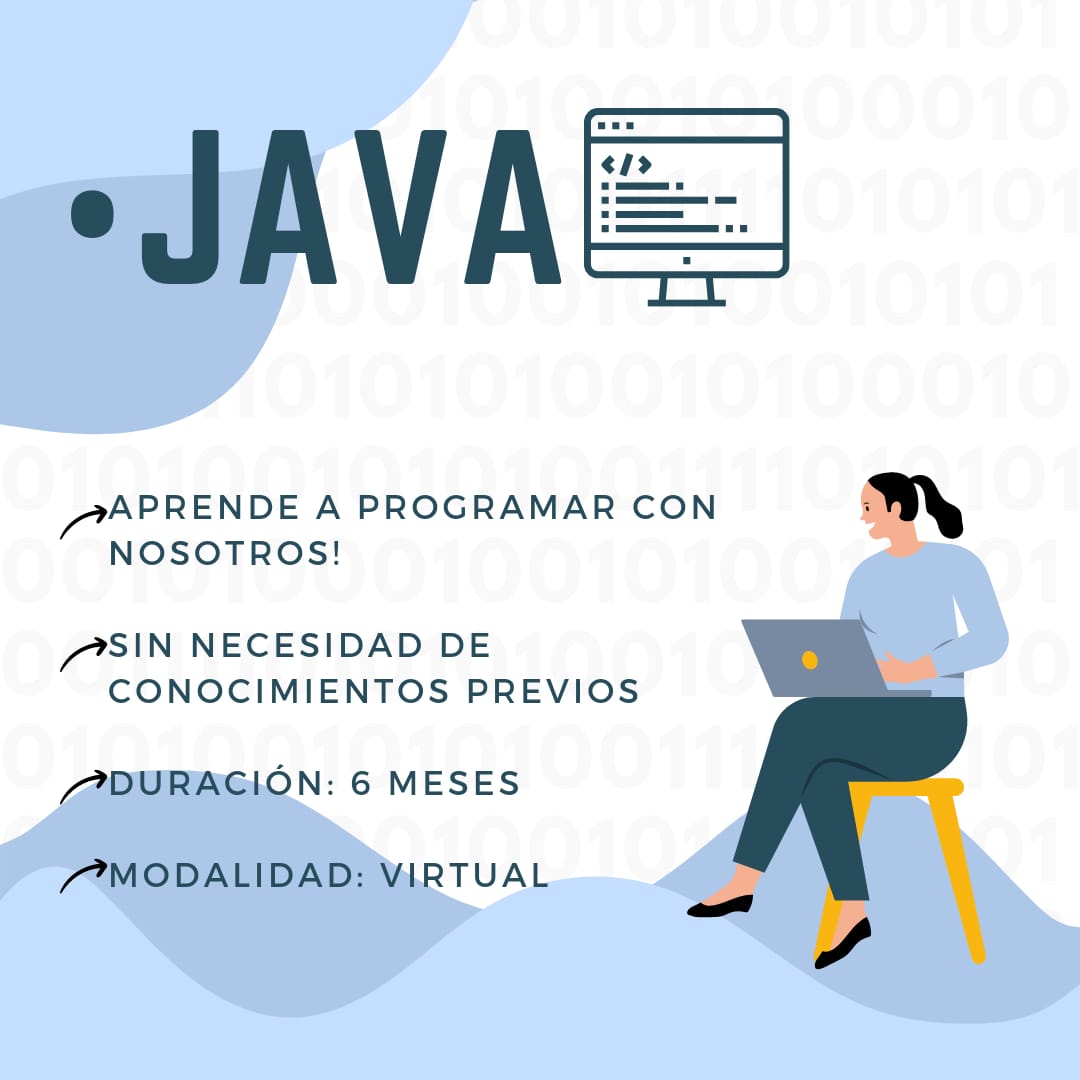 •JAVA
</>
APRENDE A PROGRAMAR CON
NOSOTROS!
SIN NECESIDAD DE
CONOCIMIENTOS PREVIOS
DURACIÓN: 6 MESES
MODALIDAD: VIRTUAL